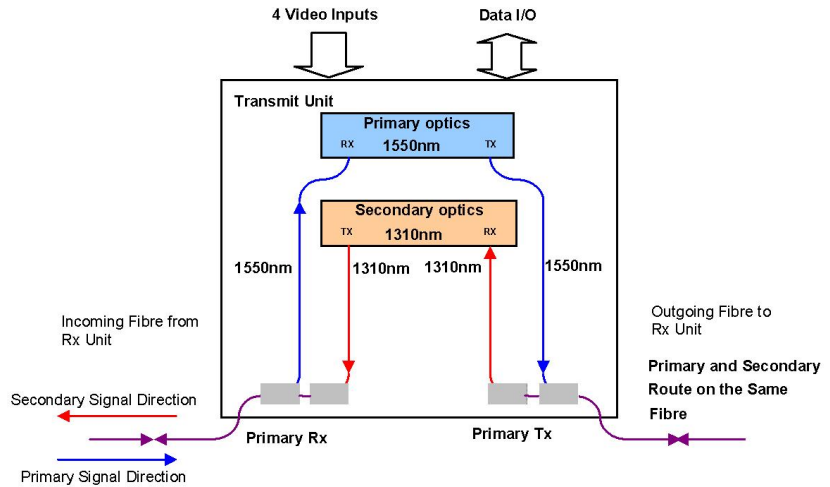 4 Video Inputs
Data I/O
Transmit Unit
Primary optics
RX
1550nm
TX
Secondary optics
TX
1310nm
RX
1550nm
1310nm
1310nm
1550nm
Incoming Fibre from
Rx Unit
Outgoing Fibre to
Rx Unit
Primary and Secondary
Route on the Same
Fibre
Secondary Signal Direction
Primary Rx
Primary Tx
Primary Signal Direction